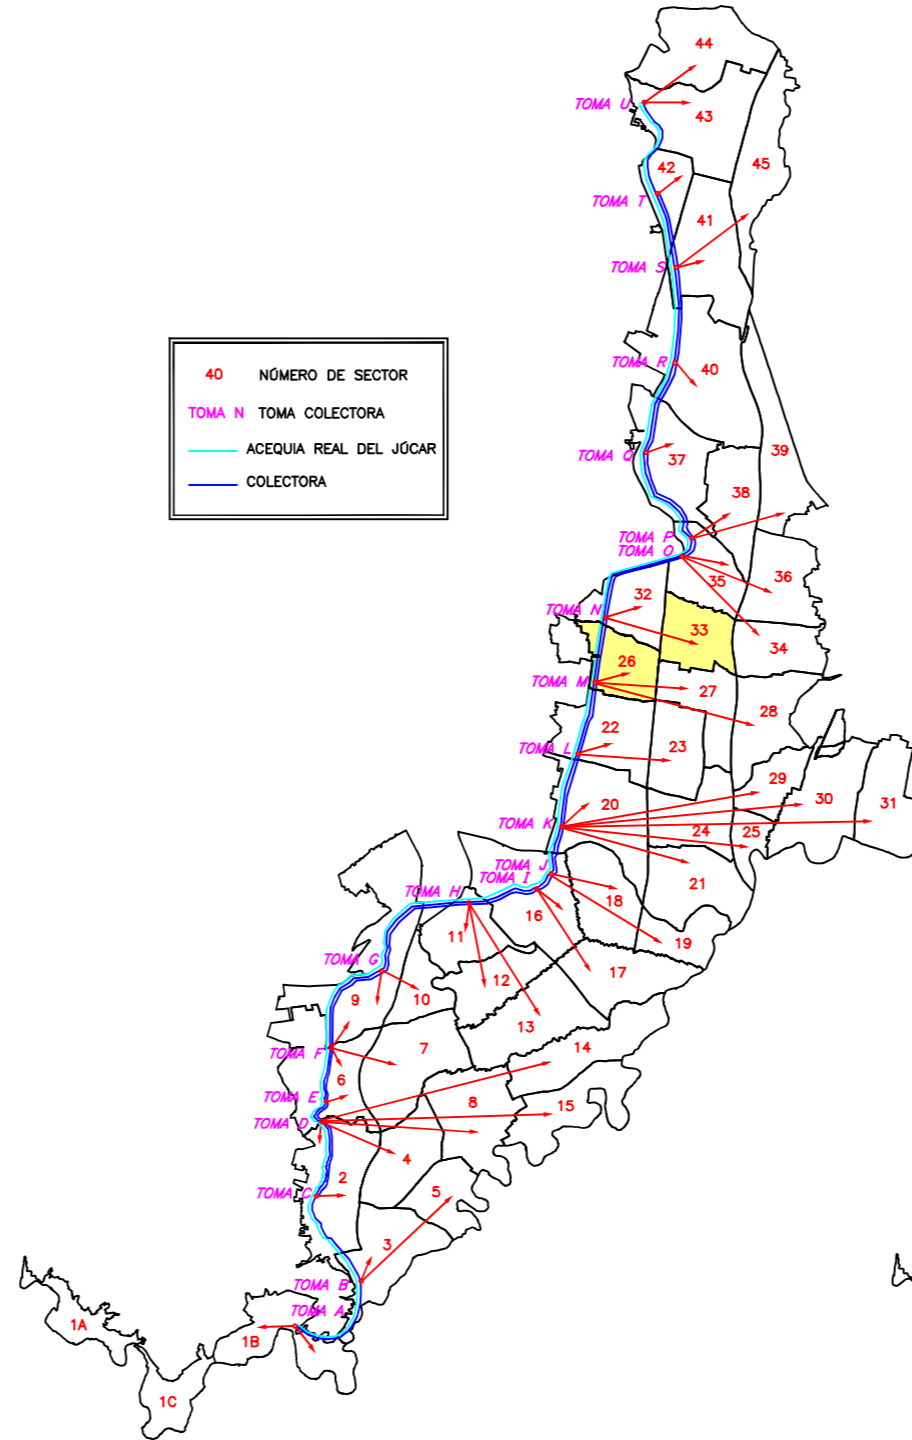 44
TOMA U
43
42
45
TOMA T
41
TOMA S
40 NÚMERO DE SECTOR
TOMA N TOMA COLECTORA
ACEQUIA REAL DEL JÚCAR
COLECTORA
TOMA R
40
39
TOMA Q
37
38
TOMA P
TOMA O
35
36
32
TOMA N
33
34
26
TOMA M
27
28
22
TOMA L
23
29
20
30
31
TOMA K
24
25
TOMA J
TOMA I
21
TOMA H
16
18
11
19
TOMA G
12
17
9
10
13
TOMA F
7
14
6
TOMA E
8
15
TOMA D
4
2
TOMA C
5
3
TOMA B
TOMA A
1A
1B
1C